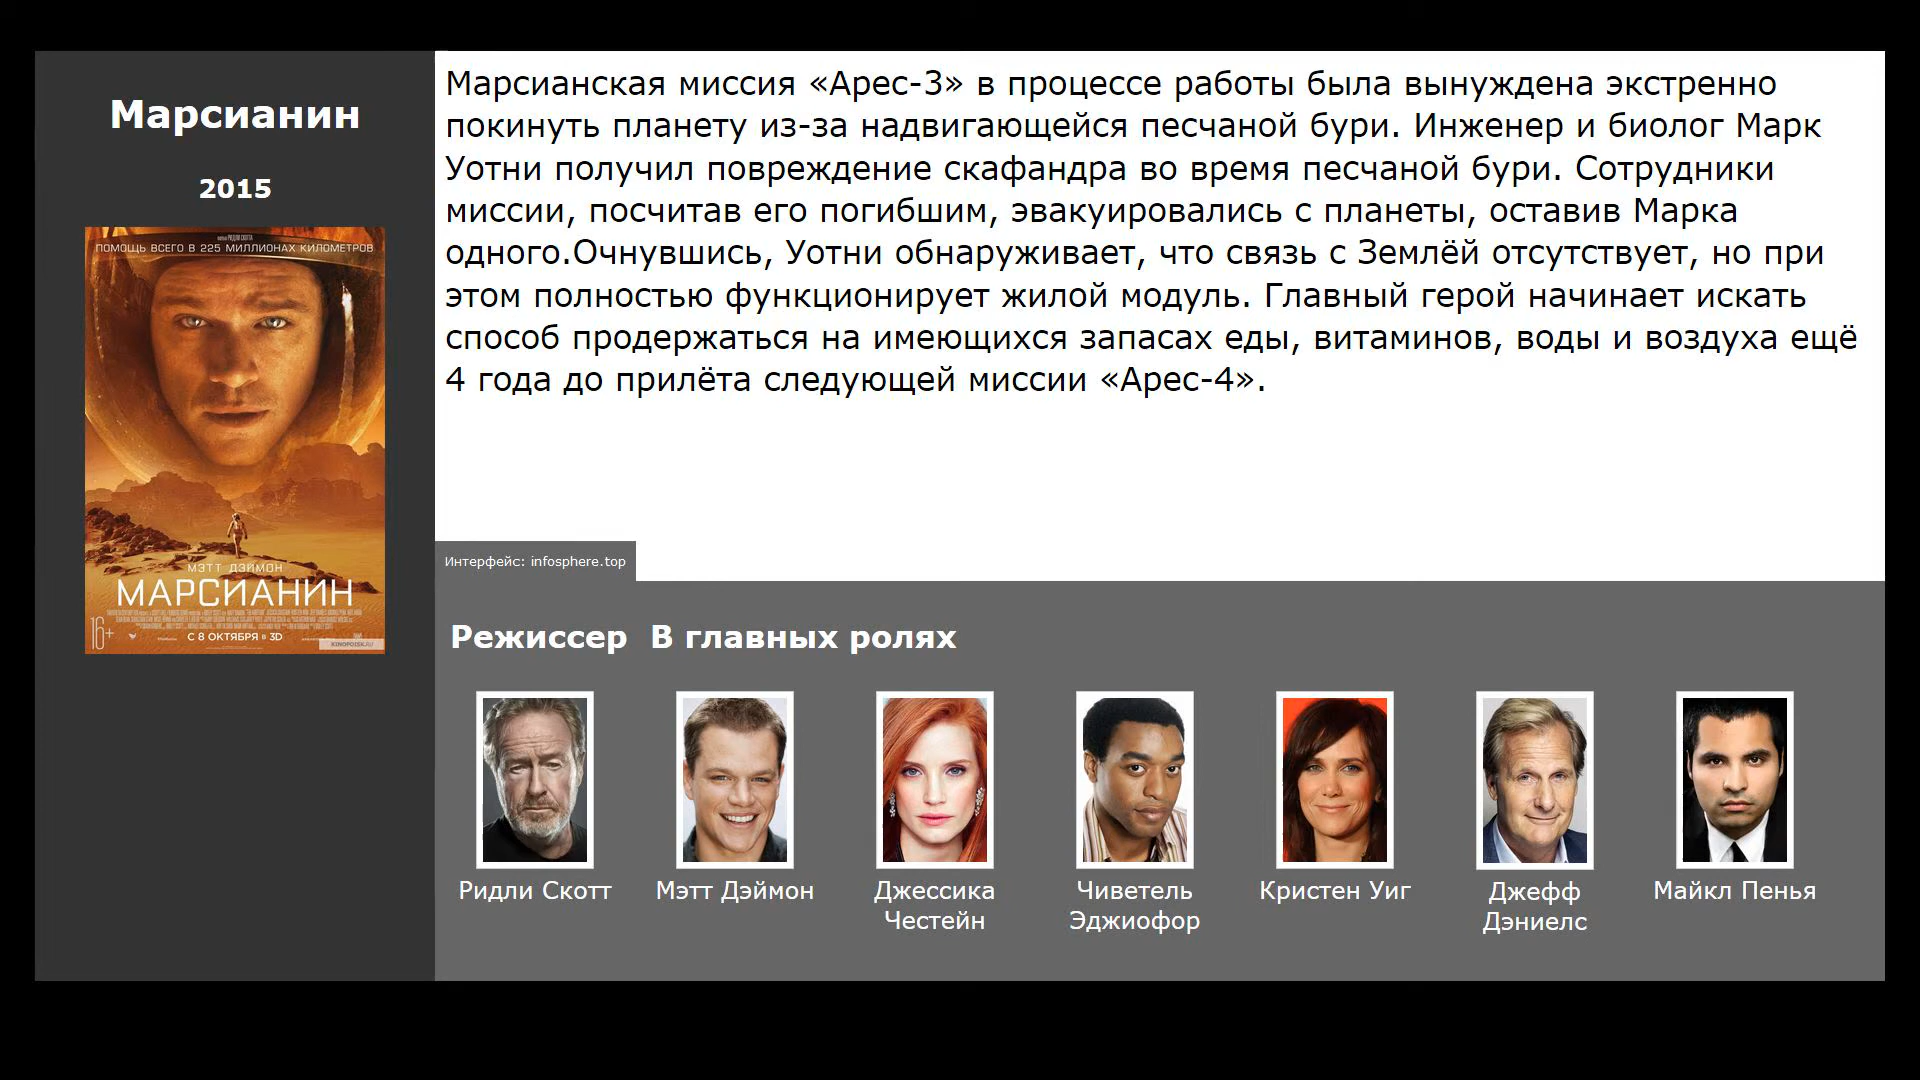 Марсианин
2015
ПОМОЩЬ ВСЕГО В 225 МИЛЛИОНАХ КИЛОМЕТРОВ
МЭТТ ДЭЙМОН
МАРСИАНИН
16+
С 8 ОКТЯБРЯ В 3D
KINOPOISK.RU
Марсианская миссия «Арес-3» в процессе работы была вынуждена экстренно
покинуть планету из-за надвигающейся песчаной бури. Инженер и биолог Марк
Уотни получил повреждение скафандра во время песчаной бури. Сотрудники
миссии, посчитав его погибшим, эвакуировались с планеты, оставив Марка
одного.Очнувшись, Уотни обнаруживает, что связь с Землёй отсутствует, но при
этом полностью функционирует жилой модуль. Главный герой начинает искать
способ продержаться на имеющихся запасах еды, витаминов, воды и воздуха ещё
4 года до прилёта следующей миссии «Арес-4».
Интерфейс: infosphere.top
Режиссер В главных ролях
Ридли Скотт
Мэтт Дэймон
Джессика
Честейн
Чиветель
Эджиофор
Кристен Уиг
Джефф
Дэниелс
Майкл Пенья